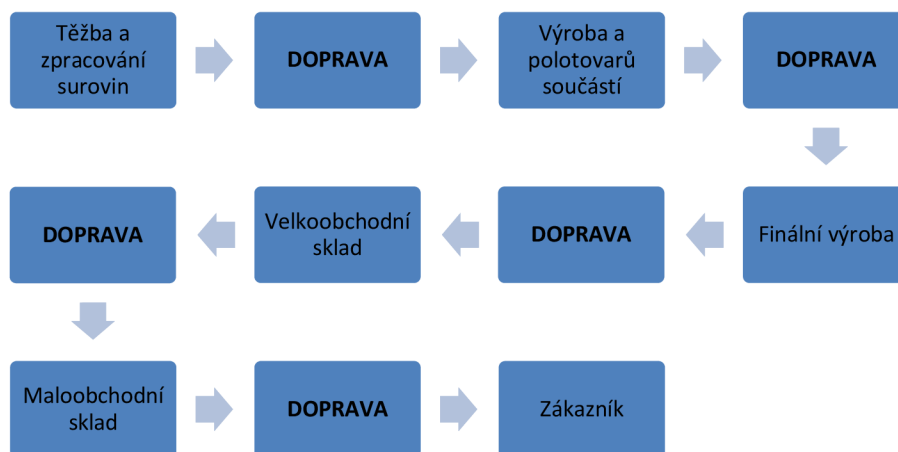 Těžba a
zpracování
surovin
DOPRAVA
Výroba a
polotovarů
součástí
DOPRAVA
Finální výroba
DOPRAVA
Velkoobchodní
sklad
DOPRAVA
Maloobchodní
sklad
DOPRAVA
Zákazník